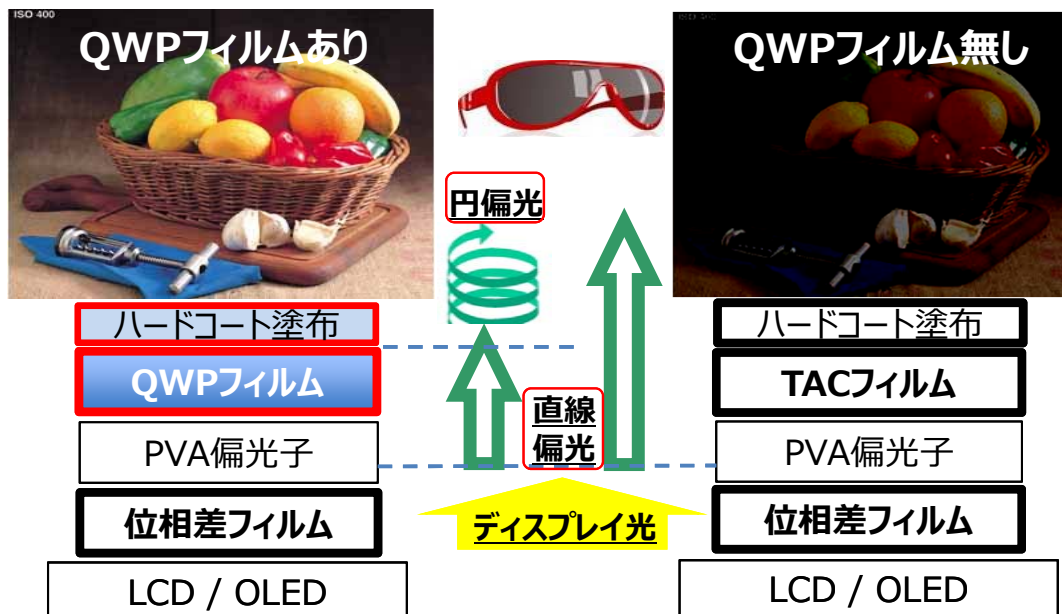 ISO 400
QWPフィルムあり
QWPフィルム無し
円偏光
ハードコート塗布
QWPフィルム
PVA偏光子
位相差フィルム
LCD / OLED
直線
偏光
ディスプレイ光
ハードコート塗布
TACフィルム
PVA偏光子
位相差フィルム
LCD / OLED